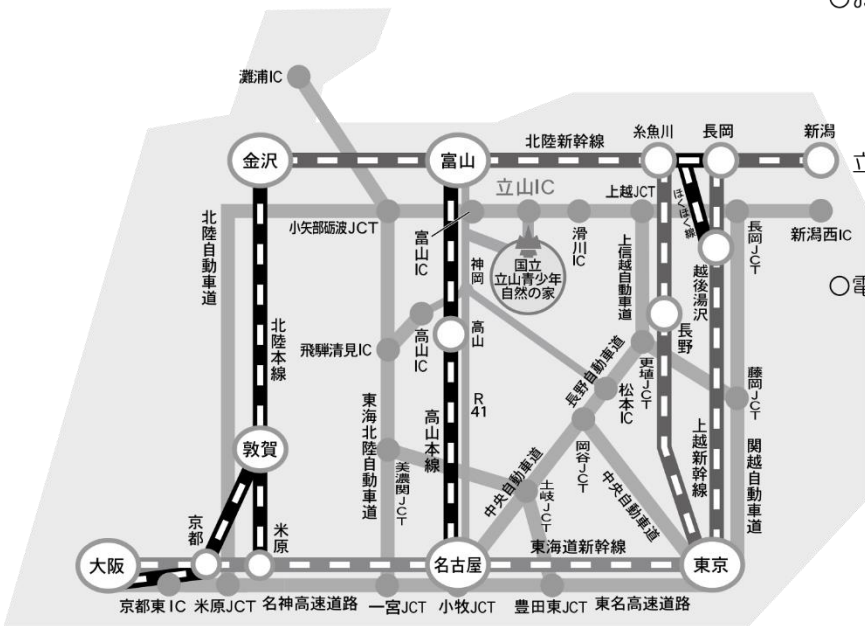 灘浦IC
金沢
富山
北陸新幹線
糸魚川
長岡
新潟
立
立山IC
上越JCT
ほくほく線
北陸自動車道
小矢部砺波JCT
富山IC
滑川IC
上信越自動車道
長岡JCT
新潟西IC
国立
立山青少年
自然の家
神岡
越後湯沢
○電
北陸本線
飛騨清見IC
高山IC
高山
長野
長野自動車道
更埴JCT
松本IC
藤岡JCT
東海北陸自動車道
高山本線
R41
岡谷JCT
上越新幹線
関越自動車道
敦賀
美濃関JCT
中央自動車道
土岐JCT
中央自動車道
京都
米原
大阪
名古屋
東海道新幹線
東京
京都東IC
米原JCT
名神高速道路
一宮JCT
小牧JCT
豊田東JCT
東名高速道路